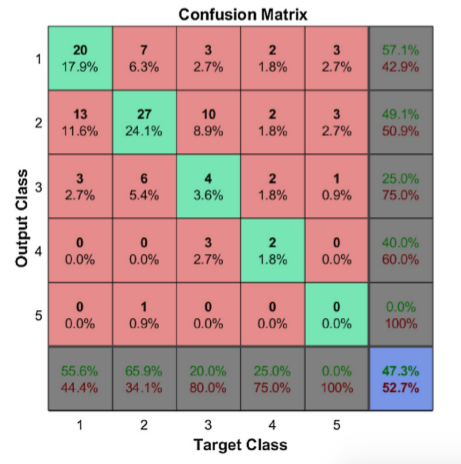 Confusion Matrix
1 20 7 3 2 3 57.1%
17.9% 6.3% 2.7% 1.8% 2.7% 42.9%
2 13 27 10 2 3 49.1%
11.6% 24.1% 8.9% 1.8% 2.7% 50.9%
3 3 6 4 2 1 25.0%
2.7% 5.4% 3.6% 1.8% 0.9% 75.0%
4 0 0 3 2 0 40.0%
0.0% 0.0% 2.7% 1.8% 0.0% 60.0%
5 0 1 0 0 0 0.0%
0.0% 0.9% 0.0% 0.0% 0.0% 100%
55.6% 65.9% 20.0% 25.0% 0.0% 47.3%
44.4% 34.1% 80.0% 75.0% 100% 52.7%
1 2 3 4 5
Target Class
Output Class